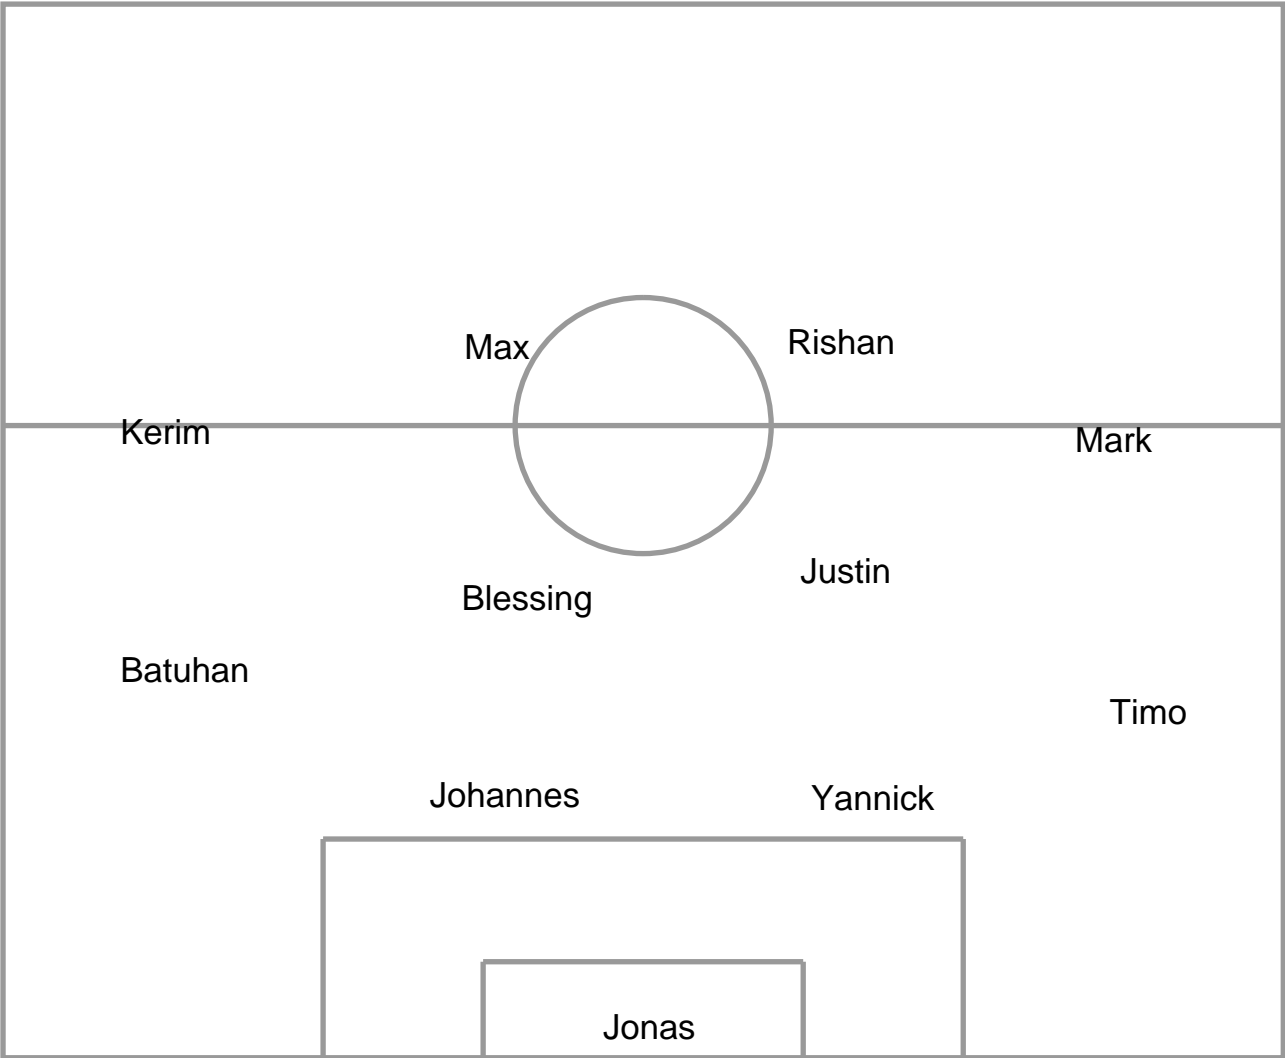 Max
Rishan
Kerim
Mark
Justin
Blessing
Batuhan
Timo
Johannes
Yannick
Jonas